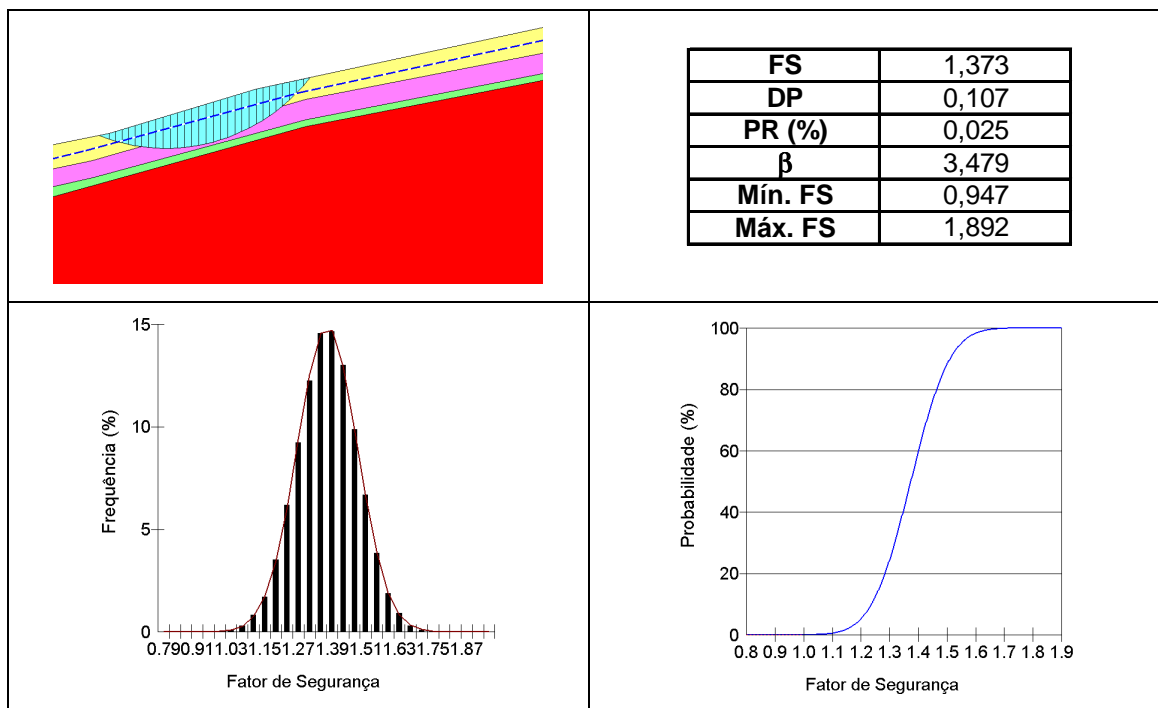 FS 1,373
DP 0,107
PR (%) 0,025
β 3,479
Mín. FS 0,947
Máx. FS 1,892
15
10
5
0
Frequência (%)
0.790.911.031.151.271.391.511.631.751.87
Fator de Segurança
100
80
60
40
20
0
Probabilidade (%)
0.8 0.9 1.0 1.1 1.2 1.3 1.4 1.5 1.6 1.7 1.8 1.9
Fator de Segurança